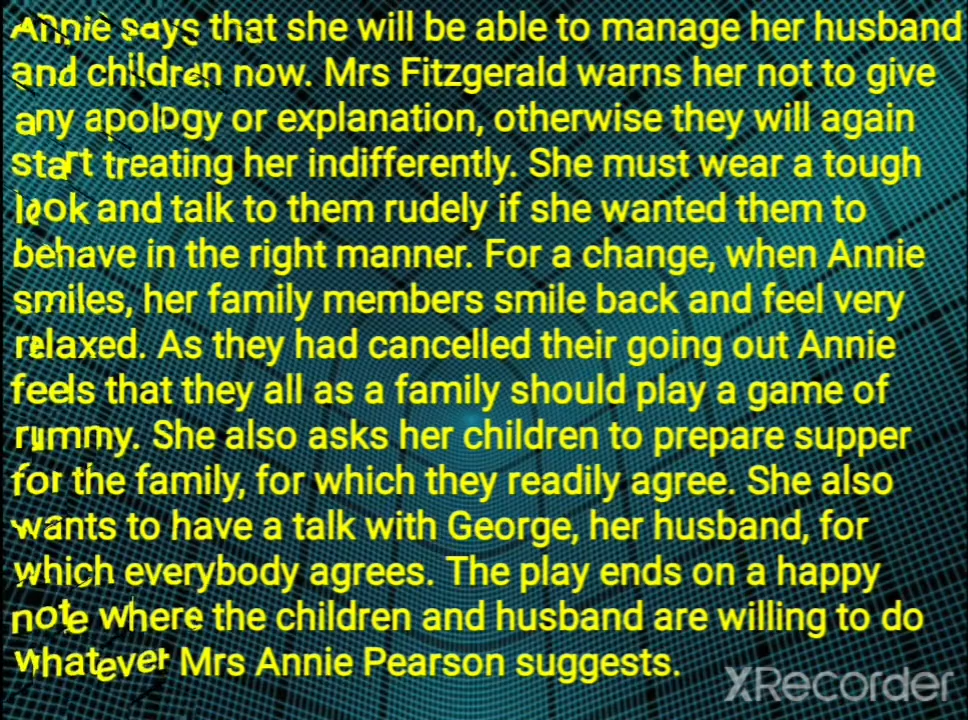 Annie says that she will be able to manage her husband
and children now. Mrs Fitzgerald warns her not to give
any apology or explanation, otherwise they will again
start treating her indifferently. She must wear a tough
look and talk to them rudely if she wanted them to
behave in the right manner. For a change, when Annie
smiles, her family members smile back and feel very
relaxed. As they had cancelled their going out Annie
feels that they all as a family should play a game of
rummy. She also asks her children to prepare supper
for the family, for which they readily agree. She also
wants to have a talk with George, her husband, for
which everybody agrees. The play ends on a happy
note where the children and husband are willing to do
whatever Mrs Annie Pearson suggests.
XRecorder